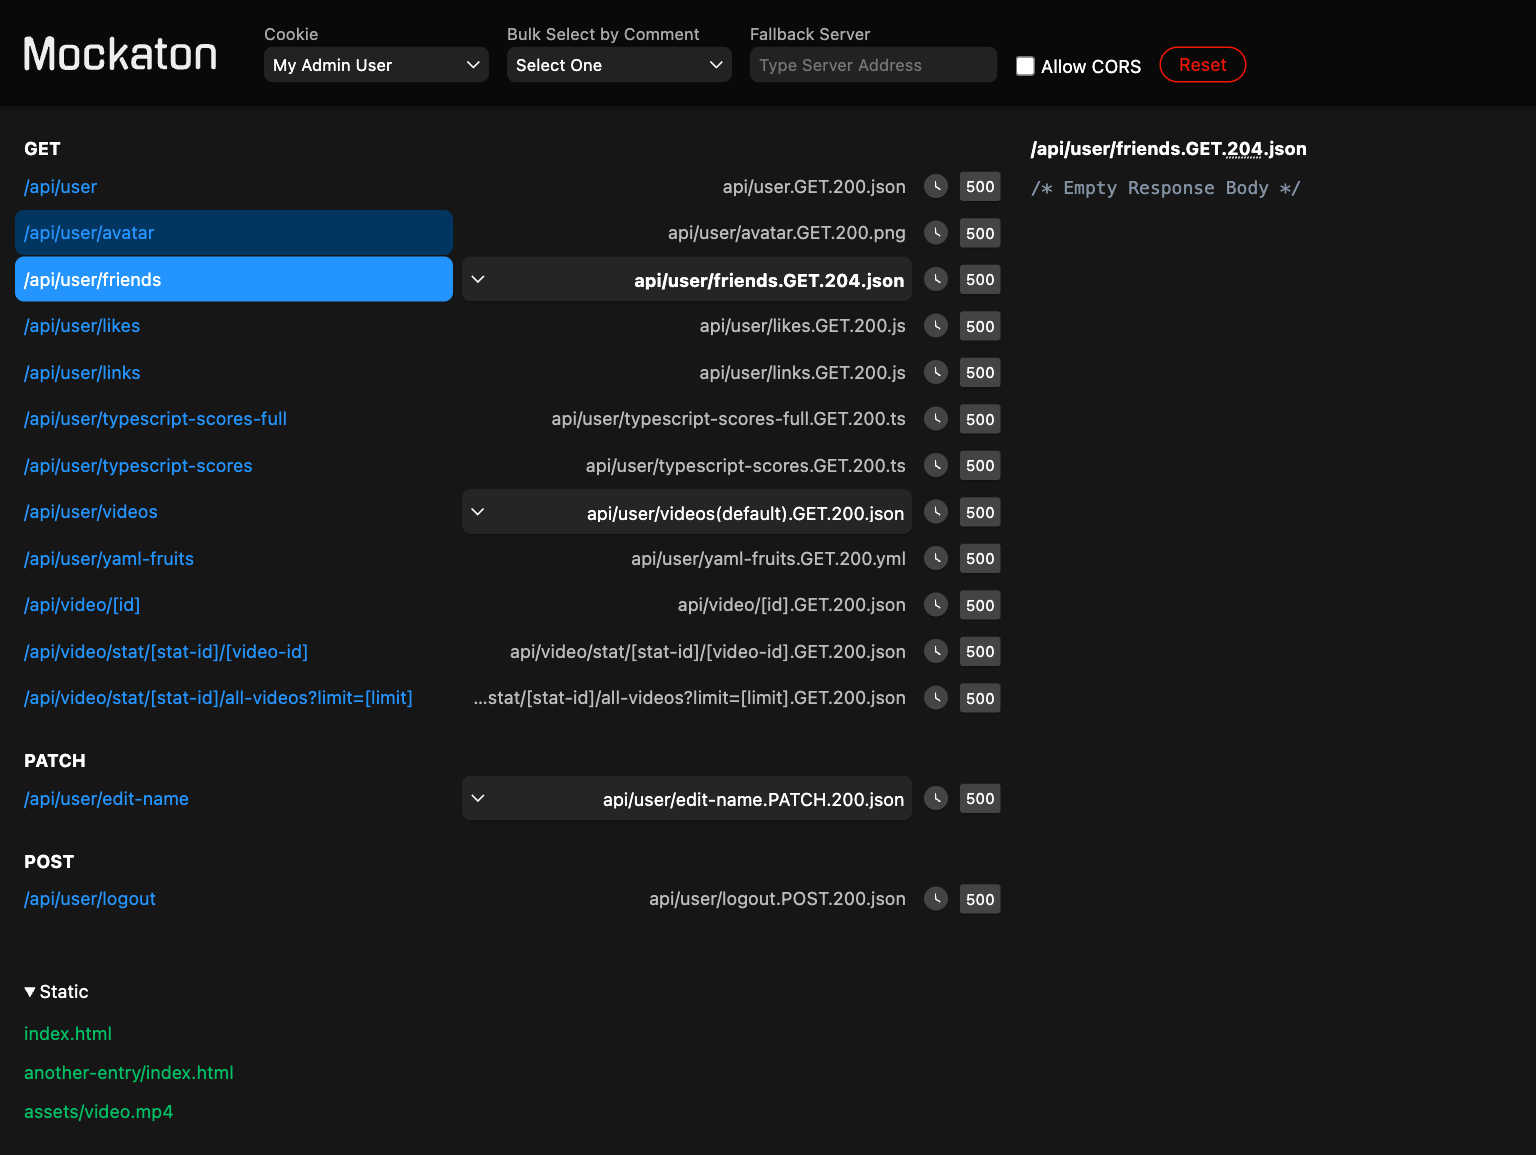 Mockaton
Cookie
My Admin User
Bulk Select by Comment
Select One
Fallback Server
Type Server Address
Allow CORS
Reset
GET
/api/user api/user.GET.200.json 500
/api/user/avatar api/user/avatar.GET.200.png 500
/api/user/friends api/user/friends.GET.204.json 500
/api/user/likes api/user/likes.GET.200.js 500
/api/user/links api/user/links.GET.200.js 500
/api/user/typescript-scores-full api/user/typescript-scores-full.GET.200.ts 500
/api/user/typescript-scores api/user/typescript-scores.GET.200.ts 500
/api/user/videos api/user/videos(default).GET.200.json 500
/api/user/yaml-fruits api/user/yaml-fruits.GET.200.yml 500
/api/video/[id] api/video/[id].GET.200.json 500
/api/video/stat/[stat-id]/[video-id] api/video/stat/[stat-id]/[video-id].GET.200.json 500
/api/video/stat/[stat-id]/all-videos?limit=[limit] ...stat/[stat-id]/all-videos?limit=[limit].GET.200.json 500
PATCH
/api/user/edit-name api/user/edit-name.PATCH.200.json 500
POST
/api/user/logout api/user/logout.POST.200.json 500
Static
index.html
another-entry/index.html
assets/video.mp4
/api/user/friends.GET.204.json
/* Empty Response Body */